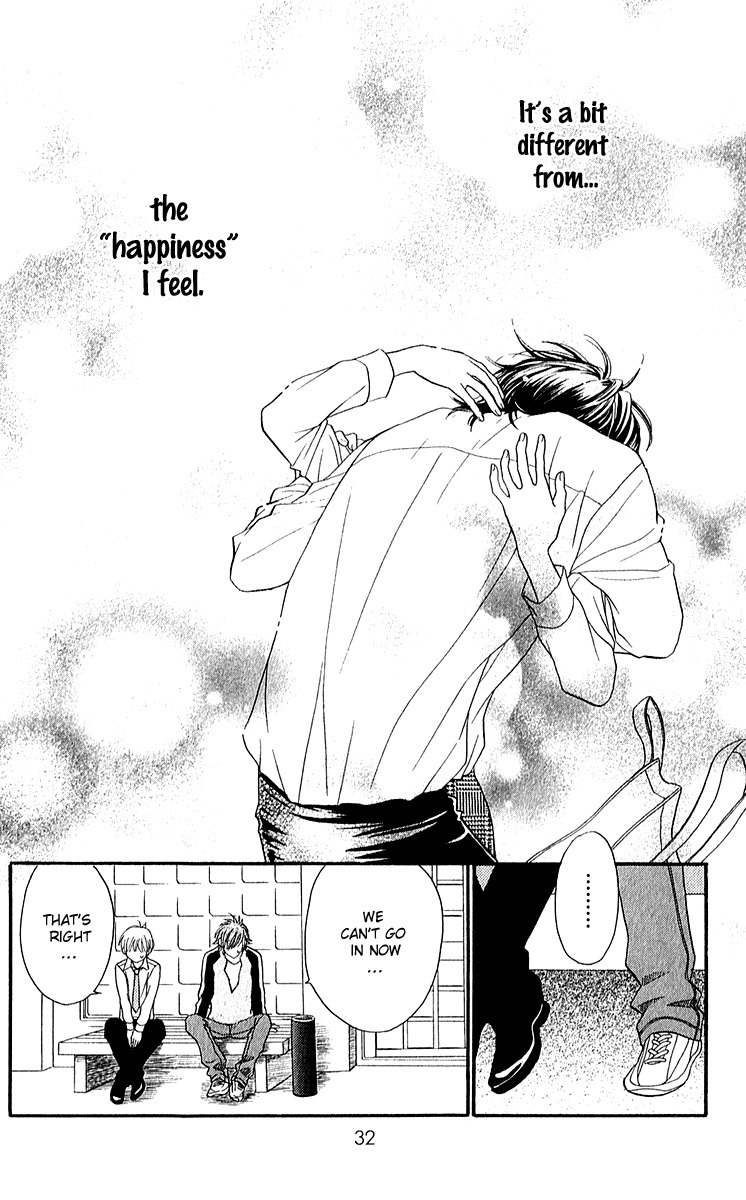 It's a bit
different
from...
the
"happiness"
I feel.
.........
WE
CAN'T GO
IN NOW
...
THAT'S
RIGHT
...
32